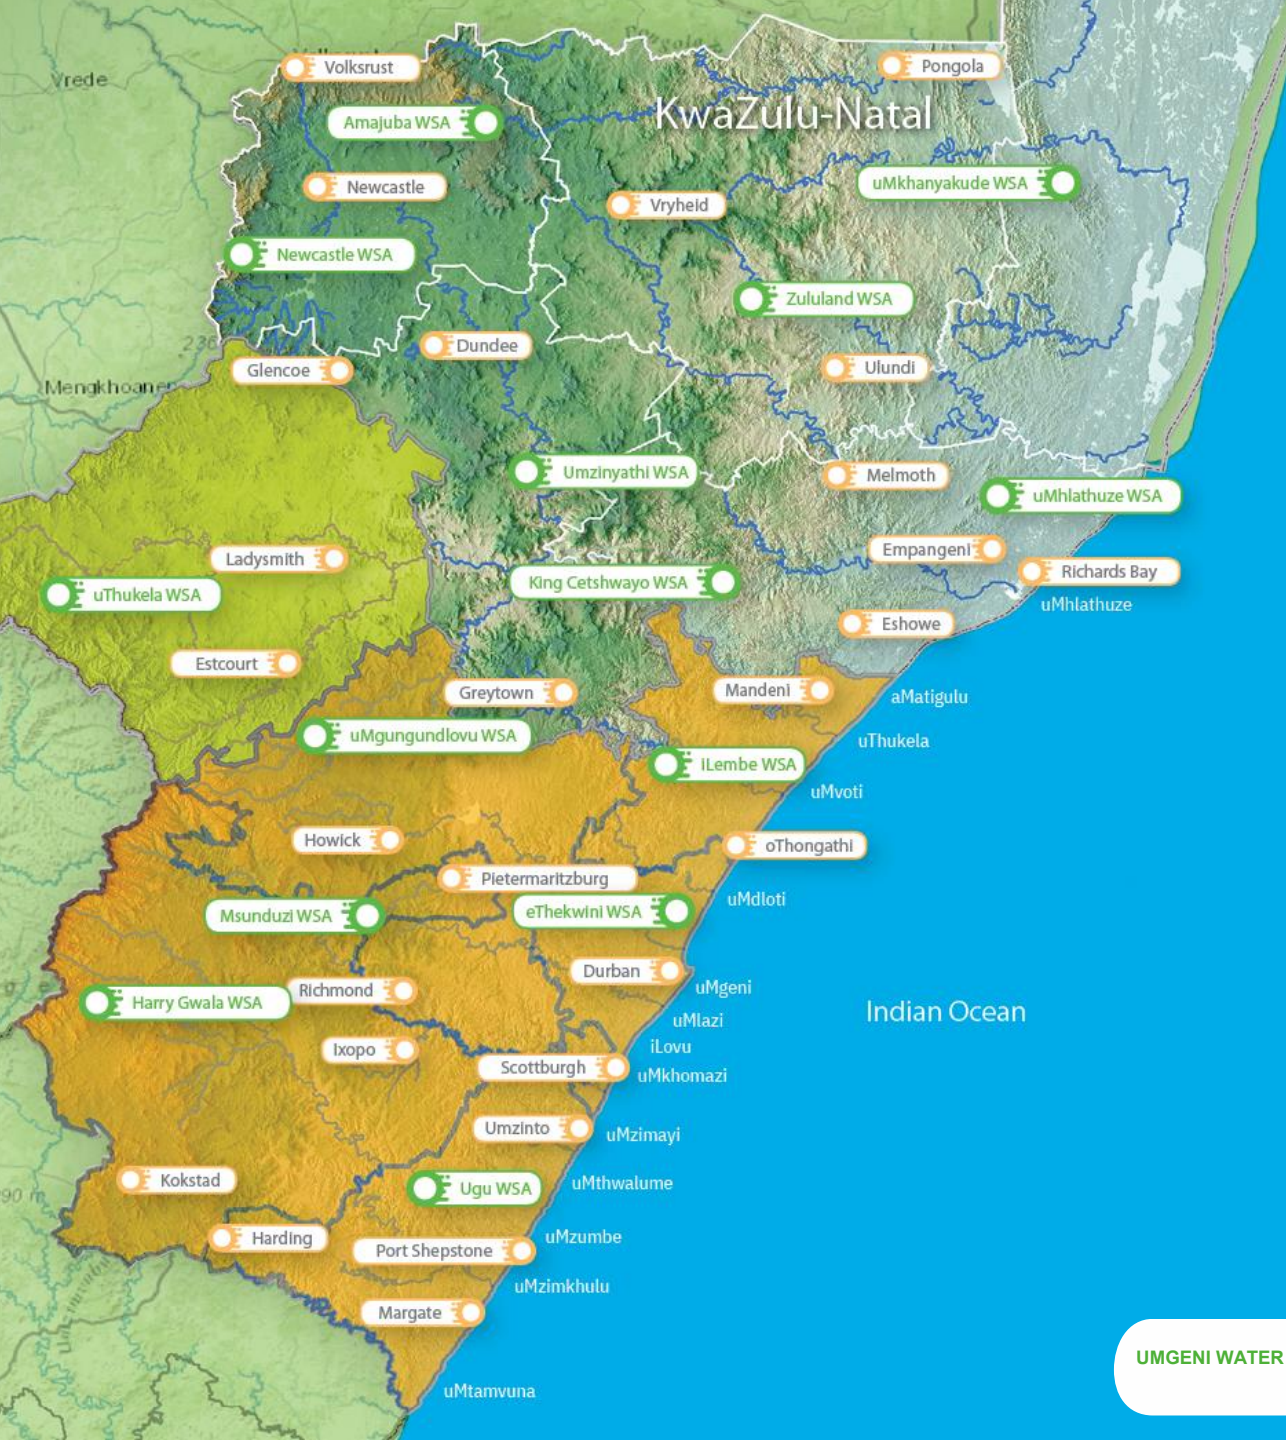 Volksrust
Pongola
Vrede
KwaZulu-Natal
Amajuba WSA
Newcastle
uMkhanyakude WSA
Vryheid
Newcastle WSA
Zululand WSA
Dundee
Glencoe
Ulundi
Mengkhoane
Umzinyathi WSA
Melmoth
uMhlathuze WSA
Ladysmith
Empangeni
Richards Bay
King Cetshwayo WSA
uThukela WSA
uMhlathuze
Eshowe
Estcourt
Greytown
Mandeni
aMatigulu
uMgungundlovu WSA
uThukela
iLembe WSA
uMvoti
Howick
oThongathi
Pietermaritzburg
uMdloti
Msunduzi WSA
eThekwini WSA
Durban
uMgeni
Richmond
Harry Gwala WSA
Indian Ocean
uMlazi
iLovu
Ixopo
Scottburgh
uMkhomazi
Umzinto
uMzimayi
Kokstad
Ugu WSA
uMthwalume
90 m
Harding
uMzumbe
Port Shepstone
uMzimkhulu
Margate
UMGENI WATER
uMtamvuna